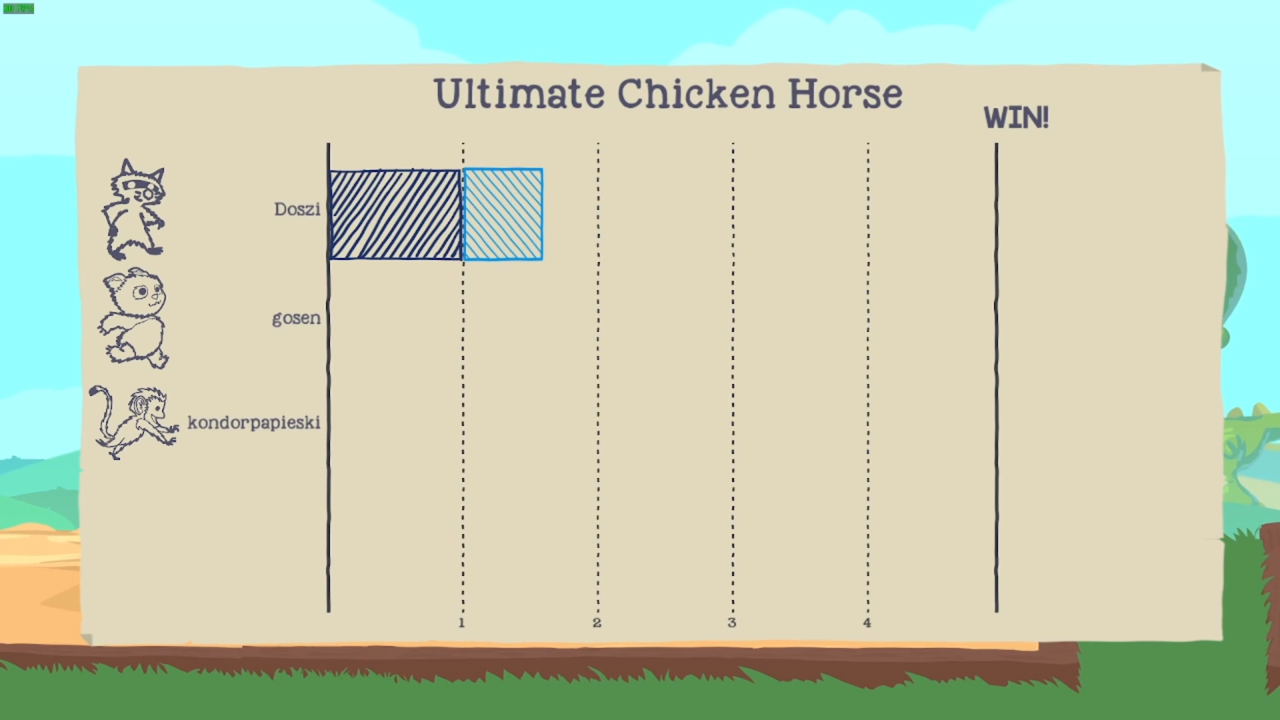 Ultimate Chicken Horse
WIN!
Doszi
gosen
kondorpapieski
1 2 3 4